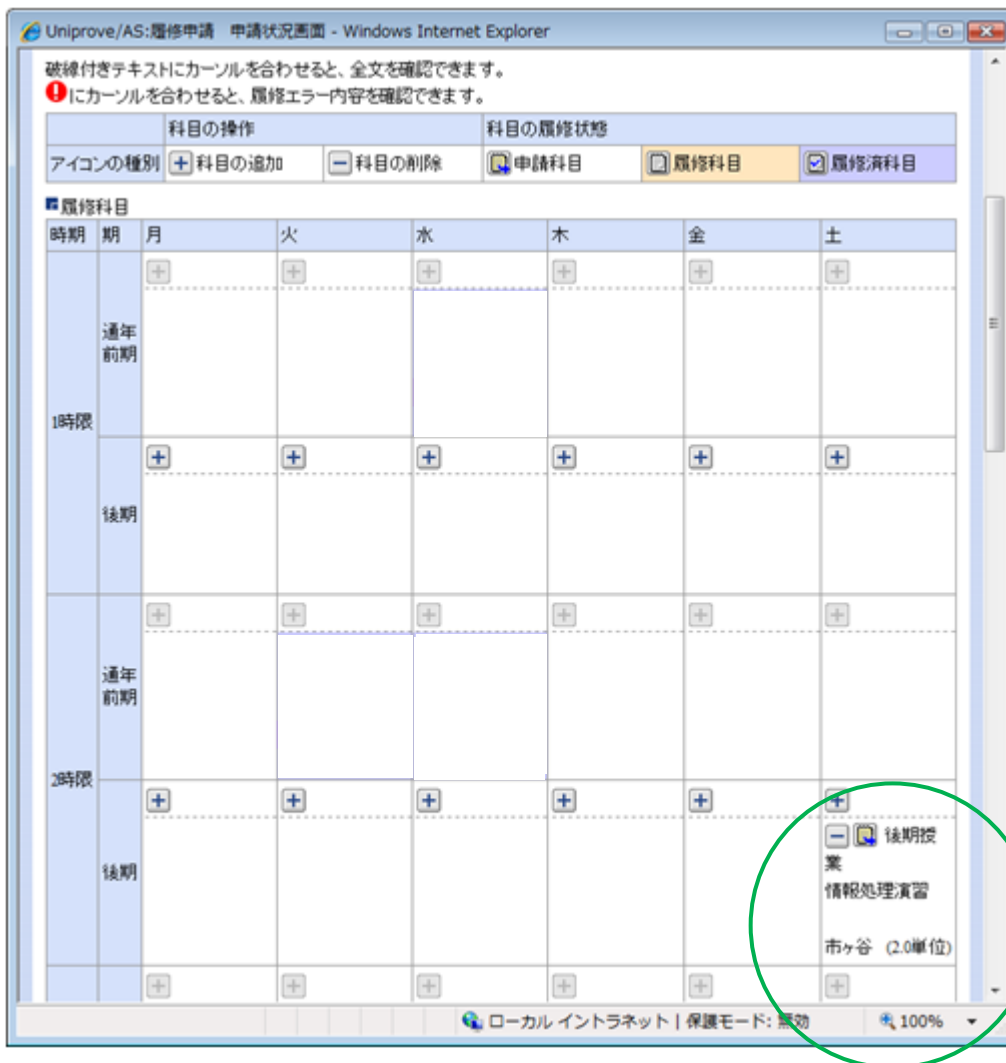 Uniprove/AS:履修申請　申請状況画面 - Windows Internet Explorer
破線付きテキストにカーソルを合わせると、全文を確認できます。
にカーソルを合わせると、履修エラー内容を確認できます。
科目の操作 科目の履修状態
アイコンの種別 科目の追加 科目の削除 申請科目 履修科目 履修済科目
履修科目
時期 期 月 火 水 木 金 土
通年
前期
1時限
後期
通年
前期
2時限
後期
後期授
業
情報処理演習
市ヶ谷 (2.0単位)
ローカル イントラネット | 保護モード: 無効 100%